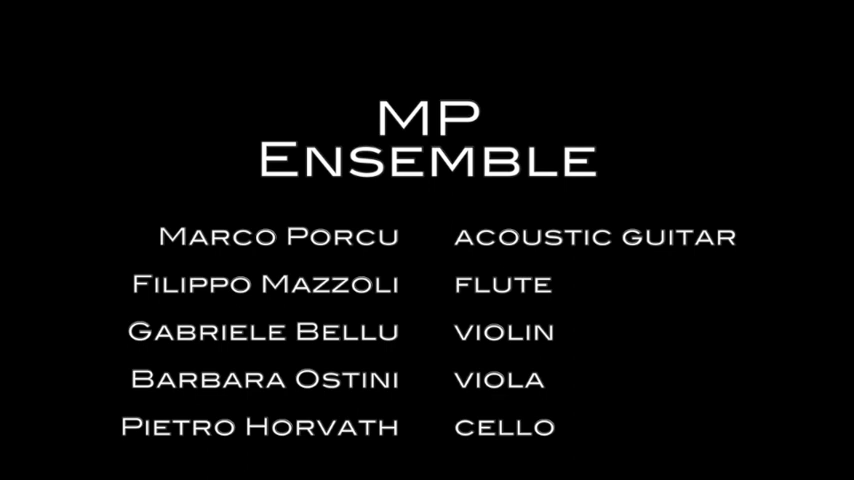 MP
ENSEMBLE
MARCO PORCU ACOUSTIC GUITAR
FILIPPO MAZZOLI FLUTE
GABRIELE BELLU VIOLIN
BARBARA OSTINI VIOLA
PIETRO HORVATH CELLO